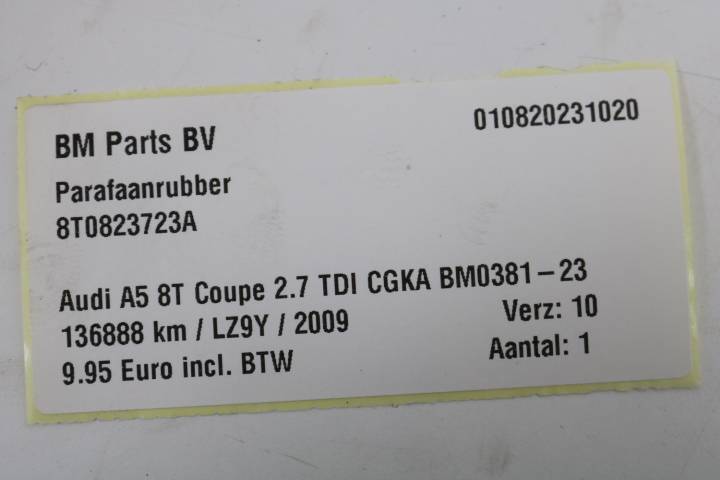 BM Parts BV 010820231020
Parafaanrubber
8T0823723A
Audi A5 8T Coupe 2.7 TDI CGKA BM0381-23
136888 km / LZ9Y / 2009 Verz: 10
9.95 Euro incl. BTW Aantal: 1